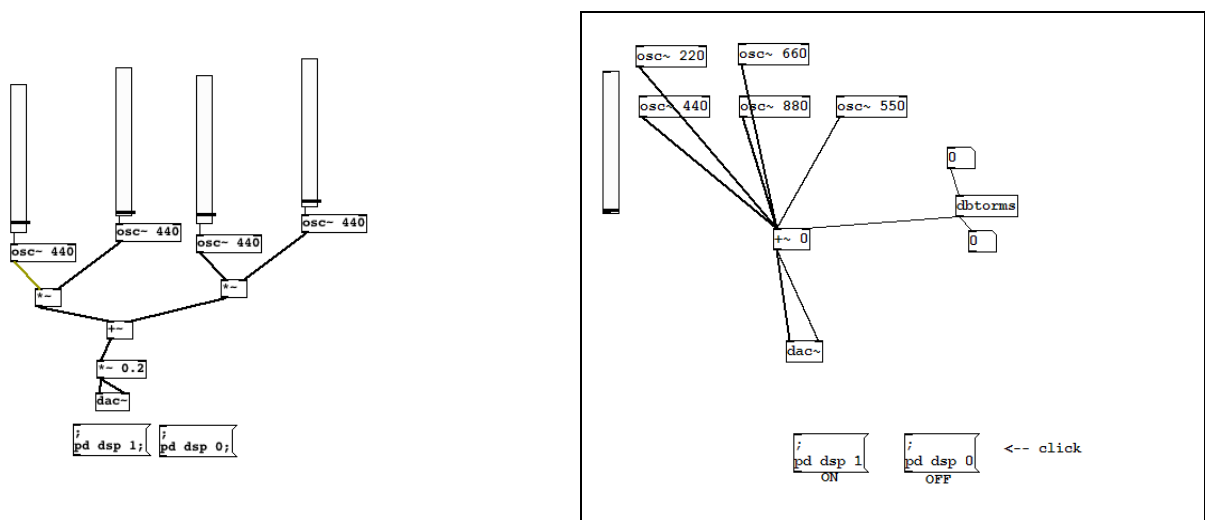 osc~ 440
osc~ 440
osc~ 440
osc~ 440
*~
*~
+~
*~ 0.2
dac~
;
pd dsp 1;
;
pd dsp 0;
osc~ 220
osc~ 660
osc~ 440
osc~ 880
osc~ 550
0
dbtorms
+~ 0
0
dac~
;
pd dsp 1
ON
;
pd dsp 0
OFF
<-- click